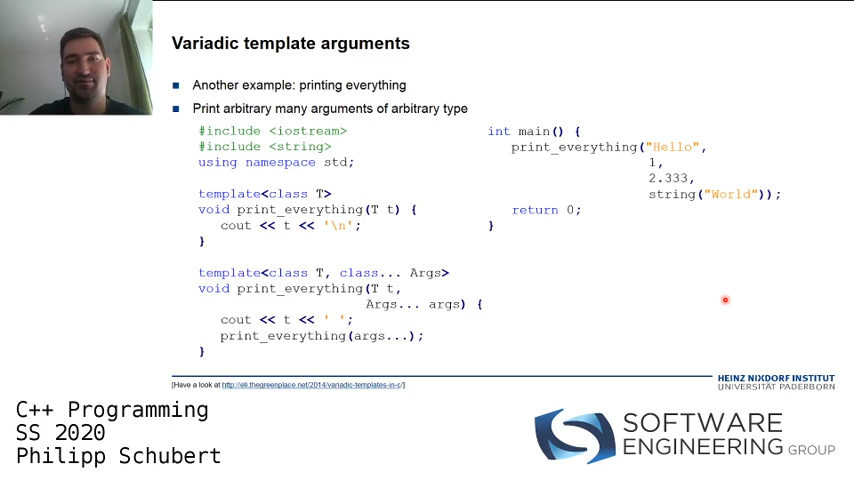 Variadic template arguments
Another example: printing everything
Print arbitrary many arguments of arbitrary type
#include <iostream>
#include <string>
using namespace std;
template<class T>
void print_everything(T t) {
cout << t << '\n';
}
template<class T, class... Args>
void print_everything(T t,
Args... args) {
cout << t << ' ';
print_everything(args...);
}
int main() {
print_everything("Hello",
1,
2.333,
string("World"));
return 0;
}
[Have a look at http://eli.thegreenplace.net/2014/variadic-templates-in-c/]
HEINZ NIXDORF INSTITUT
UNIVERSITÄT PADERBORN
C++ Programming
SS 2020
Philipp Schubert
SOFTWARE
ENGINEERING GROUP